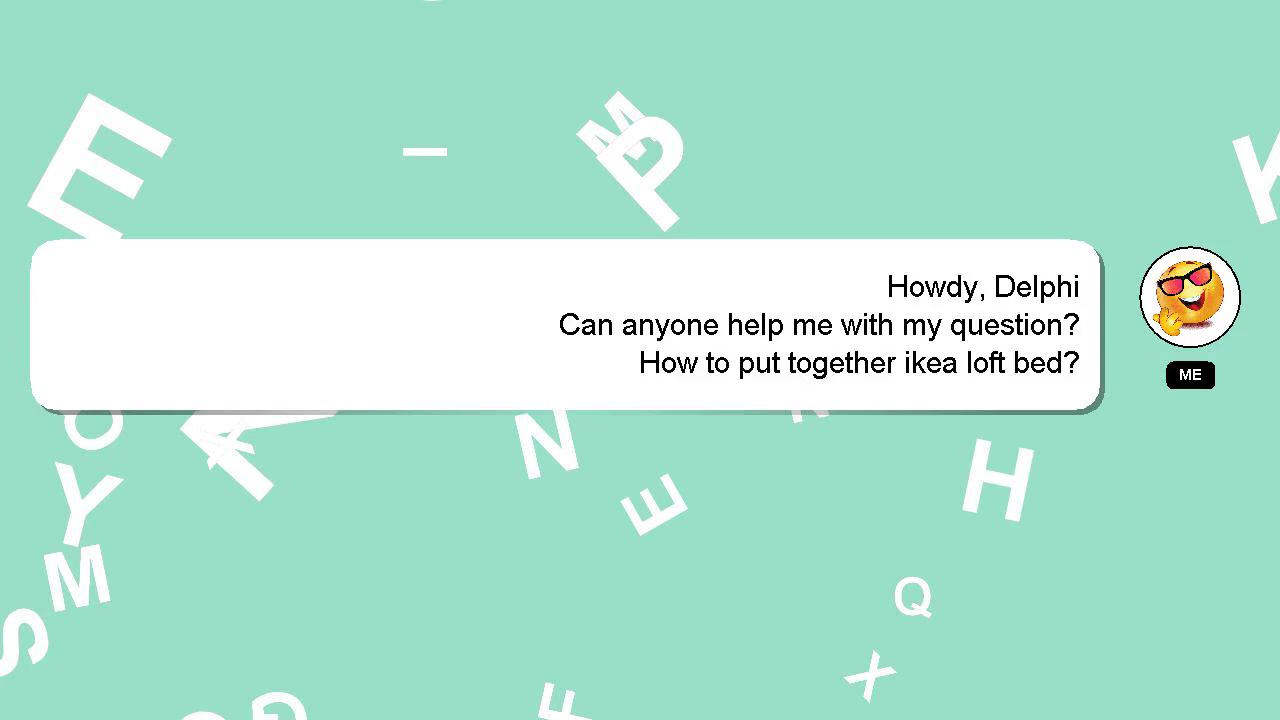 Howdy, Delphi
Can anyone help me with my question?
How to put together ikea loft bed?
ME
E
I
M
P
K
O
A
N
N
Y
E
H
M
Q
S
X
G
F